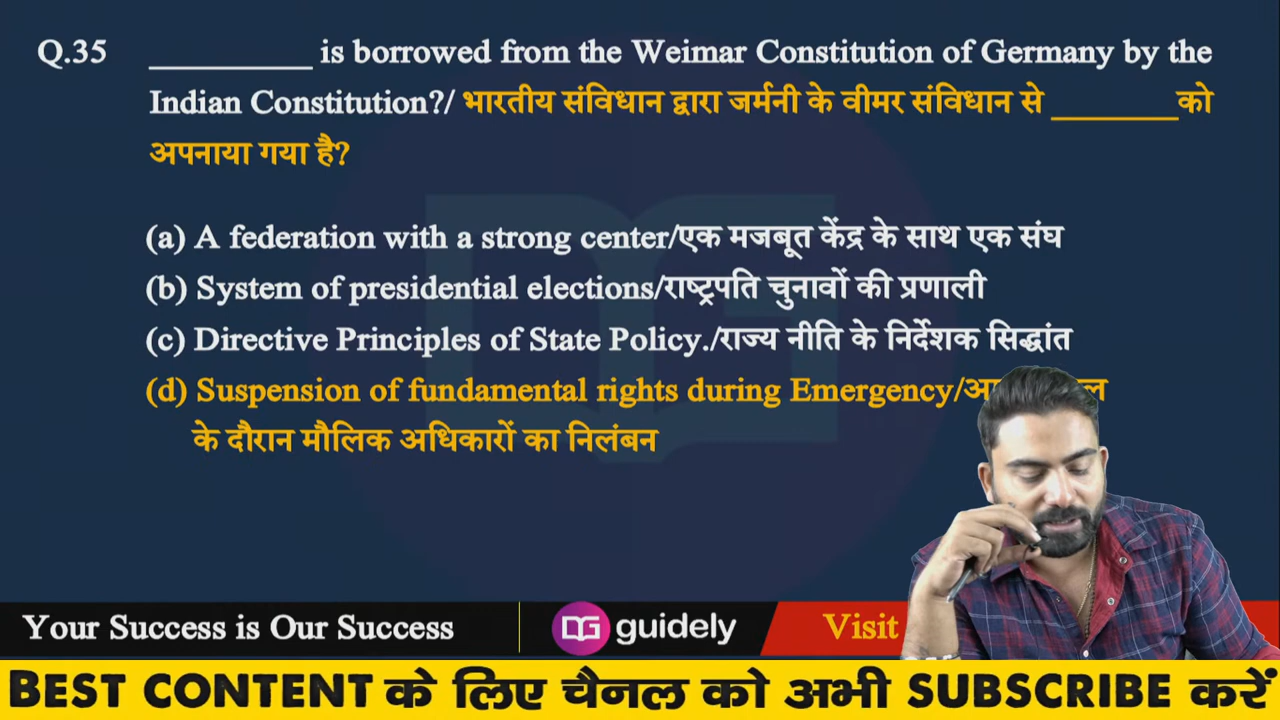 Q.35 __________ is borrowed from the Weimar Constitution of Germany by the
Indian Constitution?/ भारतीय संविधान द्वारा जर्मनी के वीमर संविधान से ________को
अपनाया गया है?
(a) A federation with a strong center/एक मजबूत केंद्र के साथ एक संघ
(b) System of presidential elections/राष्ट्रपति चुनावों की प्रणाली
(c) Directive Principles of State Policy./राज्य नीति के निर्देशक सिद्धांत
(d) Suspension of fundamental rights during Emergency/
के दौरान मौलिक अधिकारों का निलंबन
Your Success is Our Success DG guidely Visit
BEST CONTENT के लिए चैनल को अभी SUBSCRIBE करें